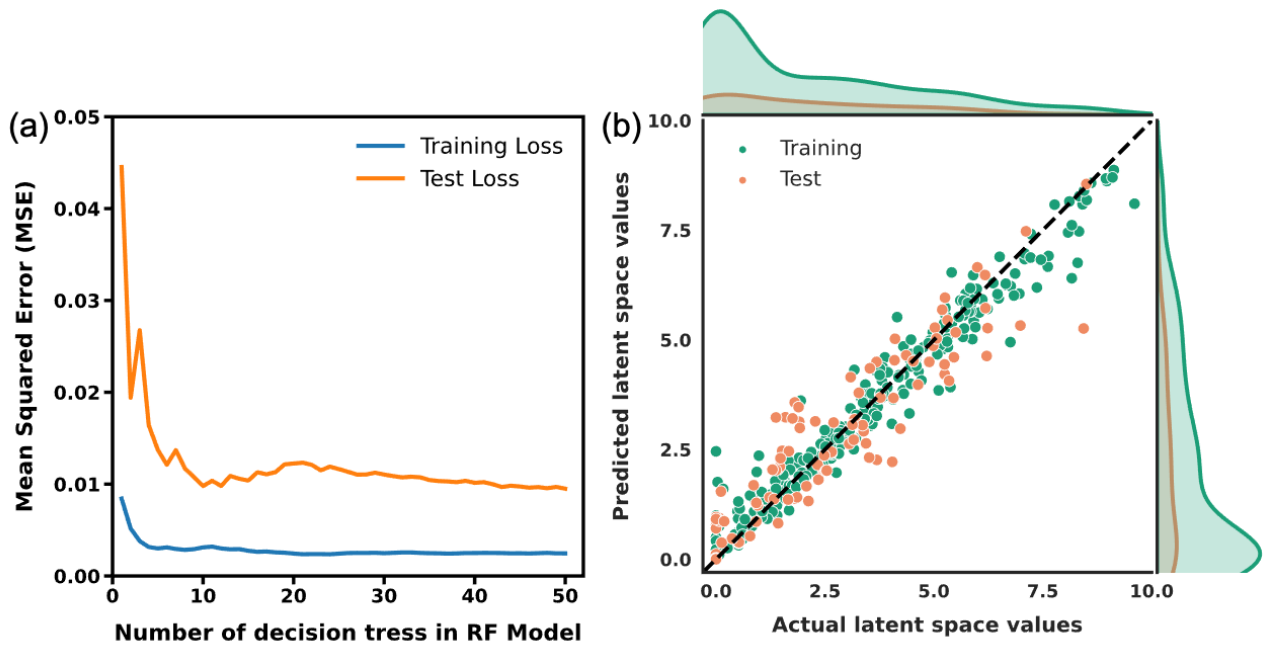 (a)
0.05
0.04
0.03
0.02
0.01
0.00
Mean Squared Error (MSE)
Training Loss
Test Loss
0 10 20 30 40 50
Number of decision tress in RF Model
(b)
10.0
7.5
5.0
2.5
0.0
Predicted latent space values
Training
Test
0.0 2.5 5.0 7.5 10.0
Actual latent space values